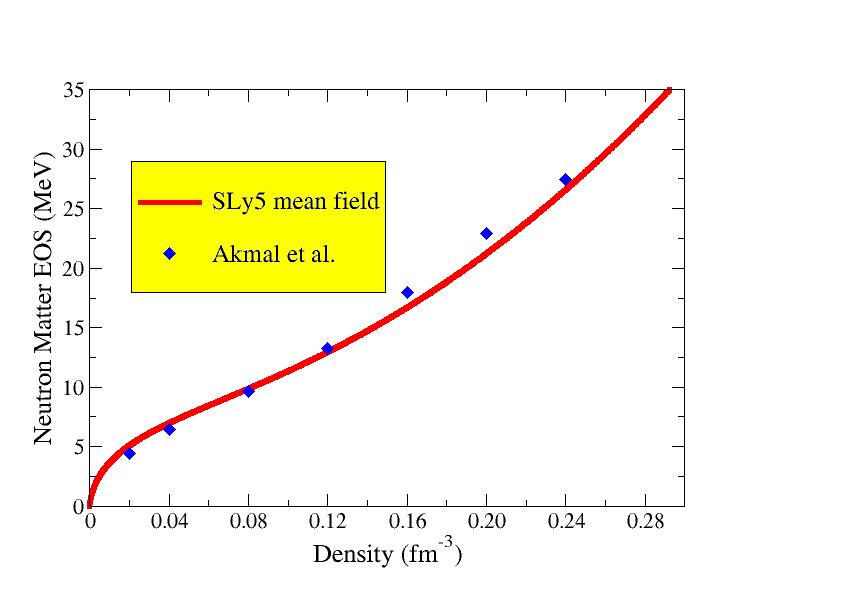 35
30
25
20
15
10
5
0
Neutron Matter EOS (MeV)
SLy5 mean field
Akmal et al.
0 0.04 0.08 0.12 0.16 0.20 0.24 0.28
Density (fm⁻³)